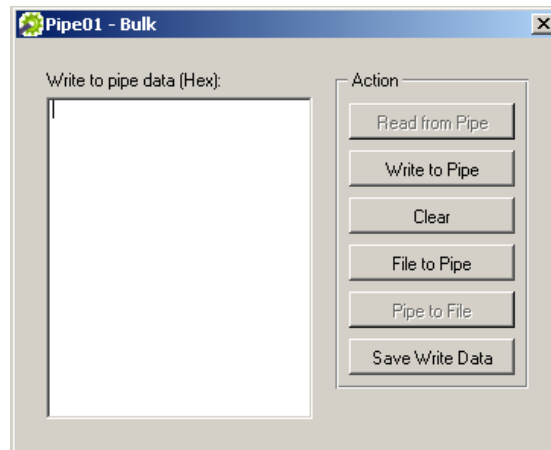 Pipe01 - Bulk
Write to pipe data (Hex):
Action
Read from Pipe
Write to Pipe
Clear
File to Pipe
Pipe to File
Save Write Data